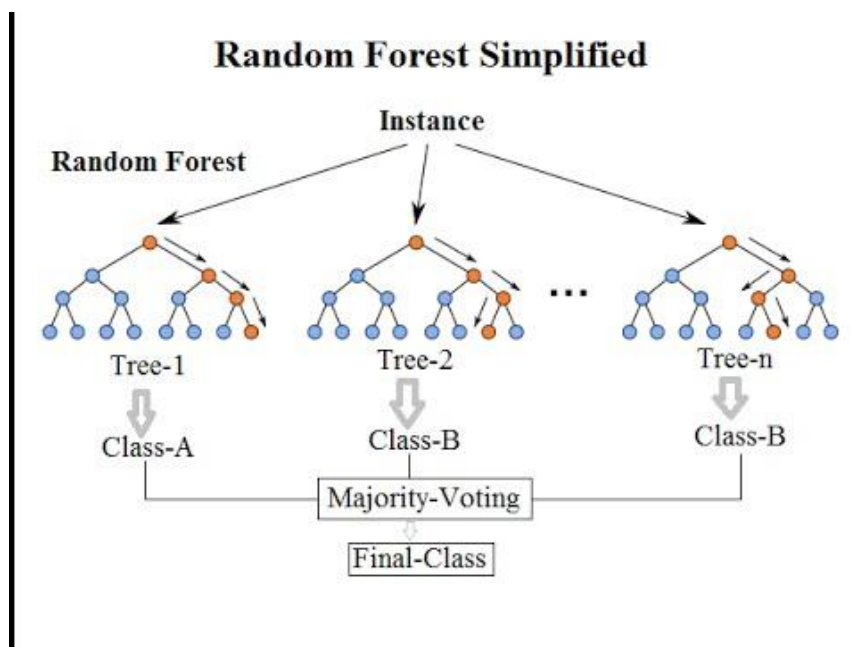 Random Forest Simplified
Instance
Random Forest
...
Tree-1
Tree-2
Tree-n
Class-A
Class-B
Class-B
Majority-Voting
Final-Class